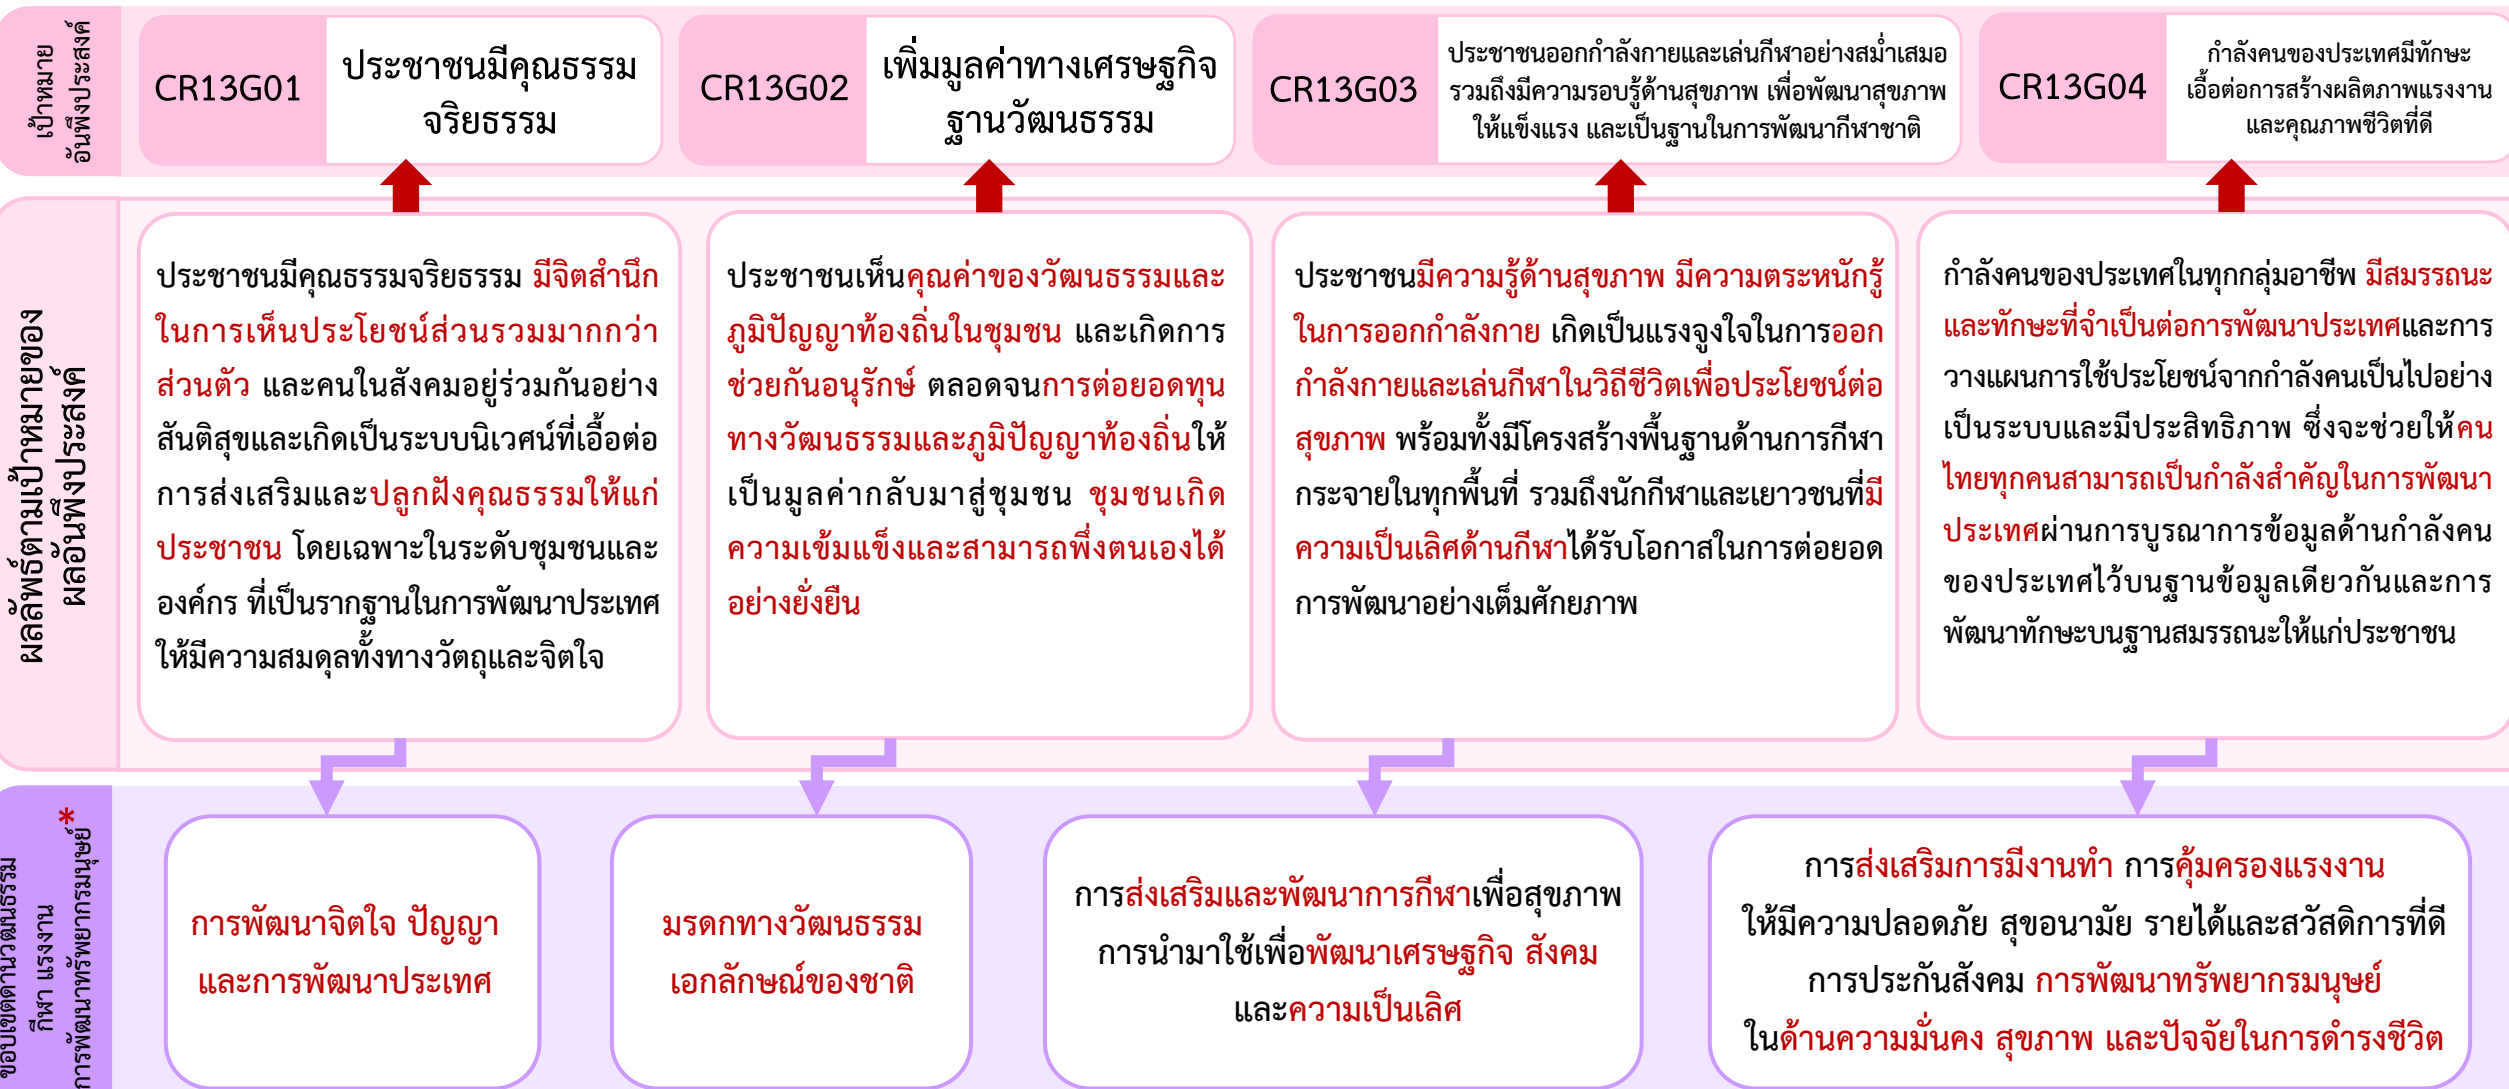 เป้าหมาย
อันพึงประสงค์
CR13G01
ประชาชนมีคุณธรรม
จริยธรรม
CR13G02
เพิ่มมูลค่าทางเศรษฐกิจ
ฐานวัฒนธรรม
CR13G03
ประชาชนออกกำลังกายและเล่นกีฬาอย่างสม่ำเสมอ
รวมถึงมีความรอบรู้ด้านสุขภาพ เพื่อพัฒนาสุขภาพ
ให้แข็งแรง และเป็นฐานในการพัฒนากีฬาชาติ
CR13G04
กำลังคนของประเทศมีทักษะ
เอื้อต่อการสร้างผลิตภาพแรงงาน
และคุณภาพชีวิตที่ดี
ผลลัพธ์ตามเป้าหมายของ
ผลอันพึงประสงค์
ประชาชนมีคุณธรรมจริยธรรม มีจิตสำนึก
ในการเห็นประโยชน์ส่วนรวมมากกว่า
ส่วนตัว และคนในสังคมอยู่ร่วมกันอย่าง
สันติสุขและเกิดเป็นระบบนิเวศน์ที่เอื้อต่อ
การส่งเสริมและปลูกฝังคุณธรรมให้แก่
ประชาชน โดยเฉพาะในระดับชุมชนและ
องค์กร ที่เป็นรากฐานในการพัฒนาประเทศ
ให้มีความสมดุลทั้งทางวัตถุและจิตใจ
ประชาชนเห็นคุณค่าของวัฒนธรรมและ
ภูมิปัญญาท้องถิ่นในชุมชน และเกิดการ
ช่วยกันอนุรักษ์ ตลอดจนการต่อยอดทุน
ทางวัฒนธรรมและภูมิปัญญาท้องถิ่นให้
เป็นมูลค่ากลับมาสู่ชุมชน ชุมชนเกิด
ความเข้มแข็งและสามารถพึ่งตนเองได้
อย่างยั่งยืน
ประชาชนมีความรู้ด้านสุขภาพ มีความตระหนักรู้
ในการออกกำลังกาย เกิดเป็นแรงจูงใจในการออก
กำลังกายและเล่นกีฬาในวิถีชีวิตเพื่อประโยชน์ต่อ
สุขภาพ พร้อมทั้งมีโครงสร้างพื้นฐานด้านการกีฬา
กระจายในทุกพื้นที่ รวมถึงนักกีฬาและเยาวชนที่มี
ความเป็นเลิศด้านกีฬาได้รับโอกาสในการต่อยอด
การพัฒนาอย่างเต็มศักยภาพ
กำลังคนของประเทศในทุกกลุ่มอาชีพ มีสมรรถนะ
และทักษะที่จำเป็นต่อการพัฒนาประเทศและการ
วางแผนการใช้ประโยชน์จากกำลังคนเป็นไปอย่าง
เป็นระบบและมีประสิทธิภาพ ซึ่งจะช่วยให้คน
ไทยทุกคนสามารถเป็นกำลังสำคัญในการพัฒนา
ประเทศผ่านการบูรณาการข้อมูลด้านกำลังคน
ของประเทศไว้บนฐานข้อมูลเดียวกันและการ
พัฒนาทักษะบนฐานสมรรถนะให้แก่ประชาชน
ขอบเขตด้านวัฒนธรรม
กีฬา แรงงาน
การพัฒนาทรัพยากรมนุษย์*
การพัฒนาจิตใจ ปัญญา
และการพัฒนาประเทศ
มรดกทางวัฒนธรรม
เอกลักษณ์ของชาติ
การส่งเสริมและพัฒนาการกีฬาเพื่อสุขภาพ
การนำมาใช้เพื่อพัฒนาเศรษฐกิจ สังคม
และความเป็นเลิศ
การส่งเสริมการมีงานทำ การคุ้มครองแรงงาน
ให้มีความปลอดภัย สุขอนามัย รายได้และสวัสดิการที่ดี
การประกันสังคม การพัฒนาทรัพยากรมนุษย์
ในด้านความมั่นคง สุขภาพ และปัจจัยในการดำรงชีวิต